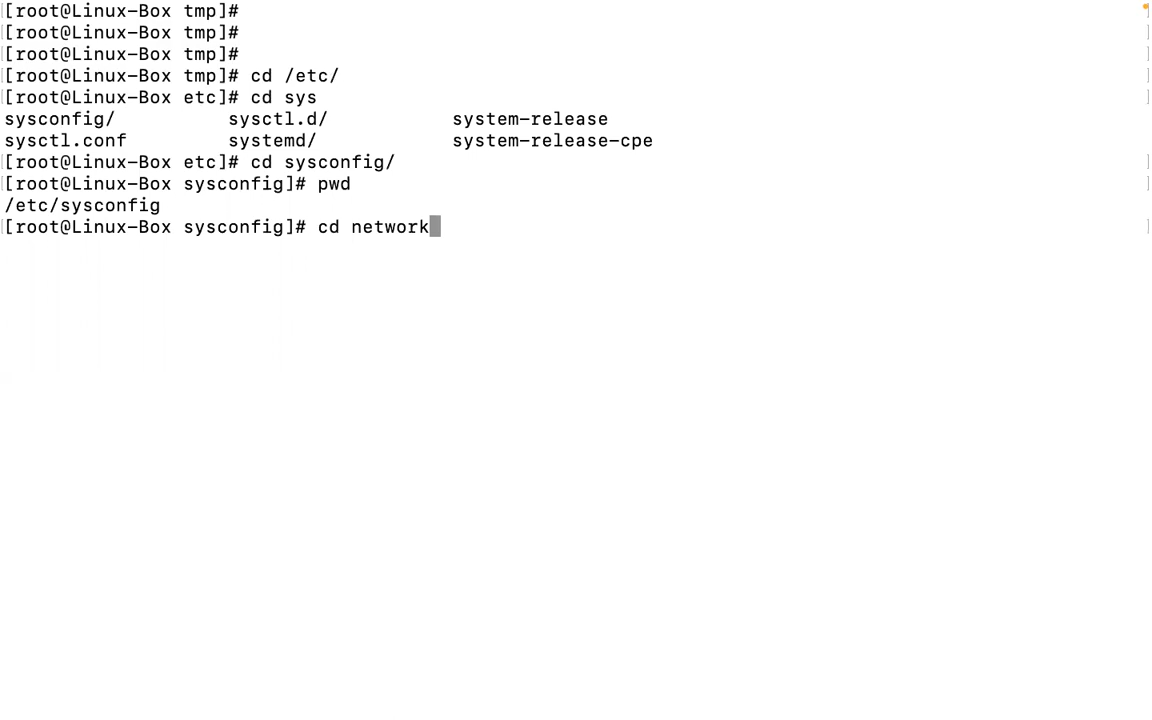 [root@Linux-Box tmp]#
[root@Linux-Box tmp]#
[root@Linux-Box tmp]#
[root@Linux-Box tmp]# cd /etc/
[root@Linux-Box etc]# cd sys
sysconfig/ sysctl.d/ system-release
sysctl.conf systemd/ system-release-cpe
[root@Linux-Box etc]# cd sysconfig/
[root@Linux-Box sysconfig]# pwd
/etc/sysconfig
[root@Linux-Box sysconfig]# cd network